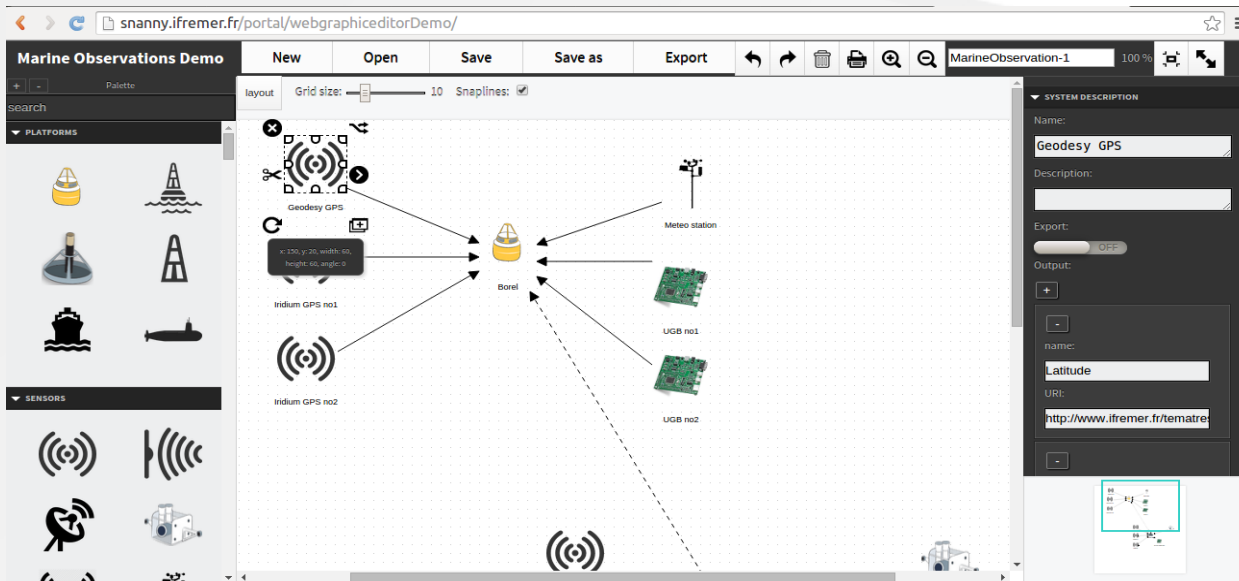 snanny.ifremer.fr/portal/webgraphiceditorDemo/
Marine Observations Demo
New
Open
Save
Save as
Export
MarineObservation-1
100 %
+ - Palette
search
layout
Grid size: 10
Snaplines:
PLATFORMS
SENSORS
Geodesy GPS
x: 150, y: 20, width: 60,
height: 60, angle: 0
Iridium GPS no1
Iridium GPS no2
Borel
Meteo station
UGB no1
UGB no2
SYSTEM DESCRIPTION
Name:
Geodesy GPS
Description:
Export:
OFF
Output:
+
-
name:
Latitude
URI:
http://www.ifremer.fr/tematres
-